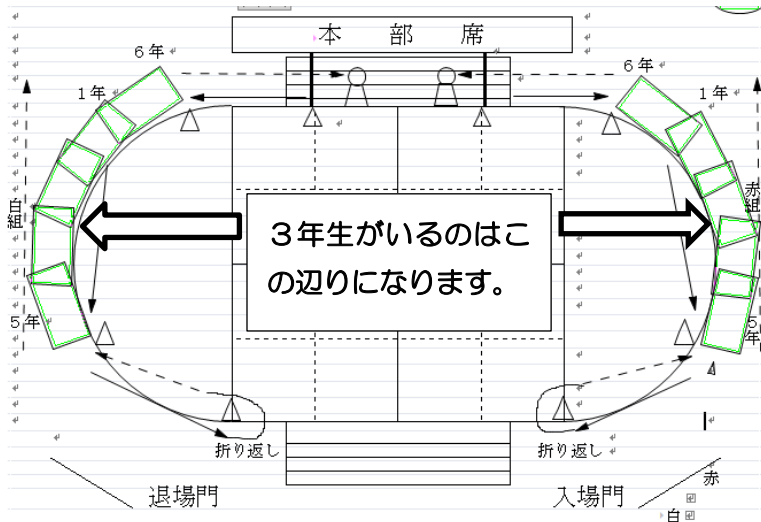 本部席
6年
6年
1年
1年
白組
赤組
３年生がいるのはこ
の辺りになります。
5年
5年
折り返し
折り返し
退場門
入場門
赤
白